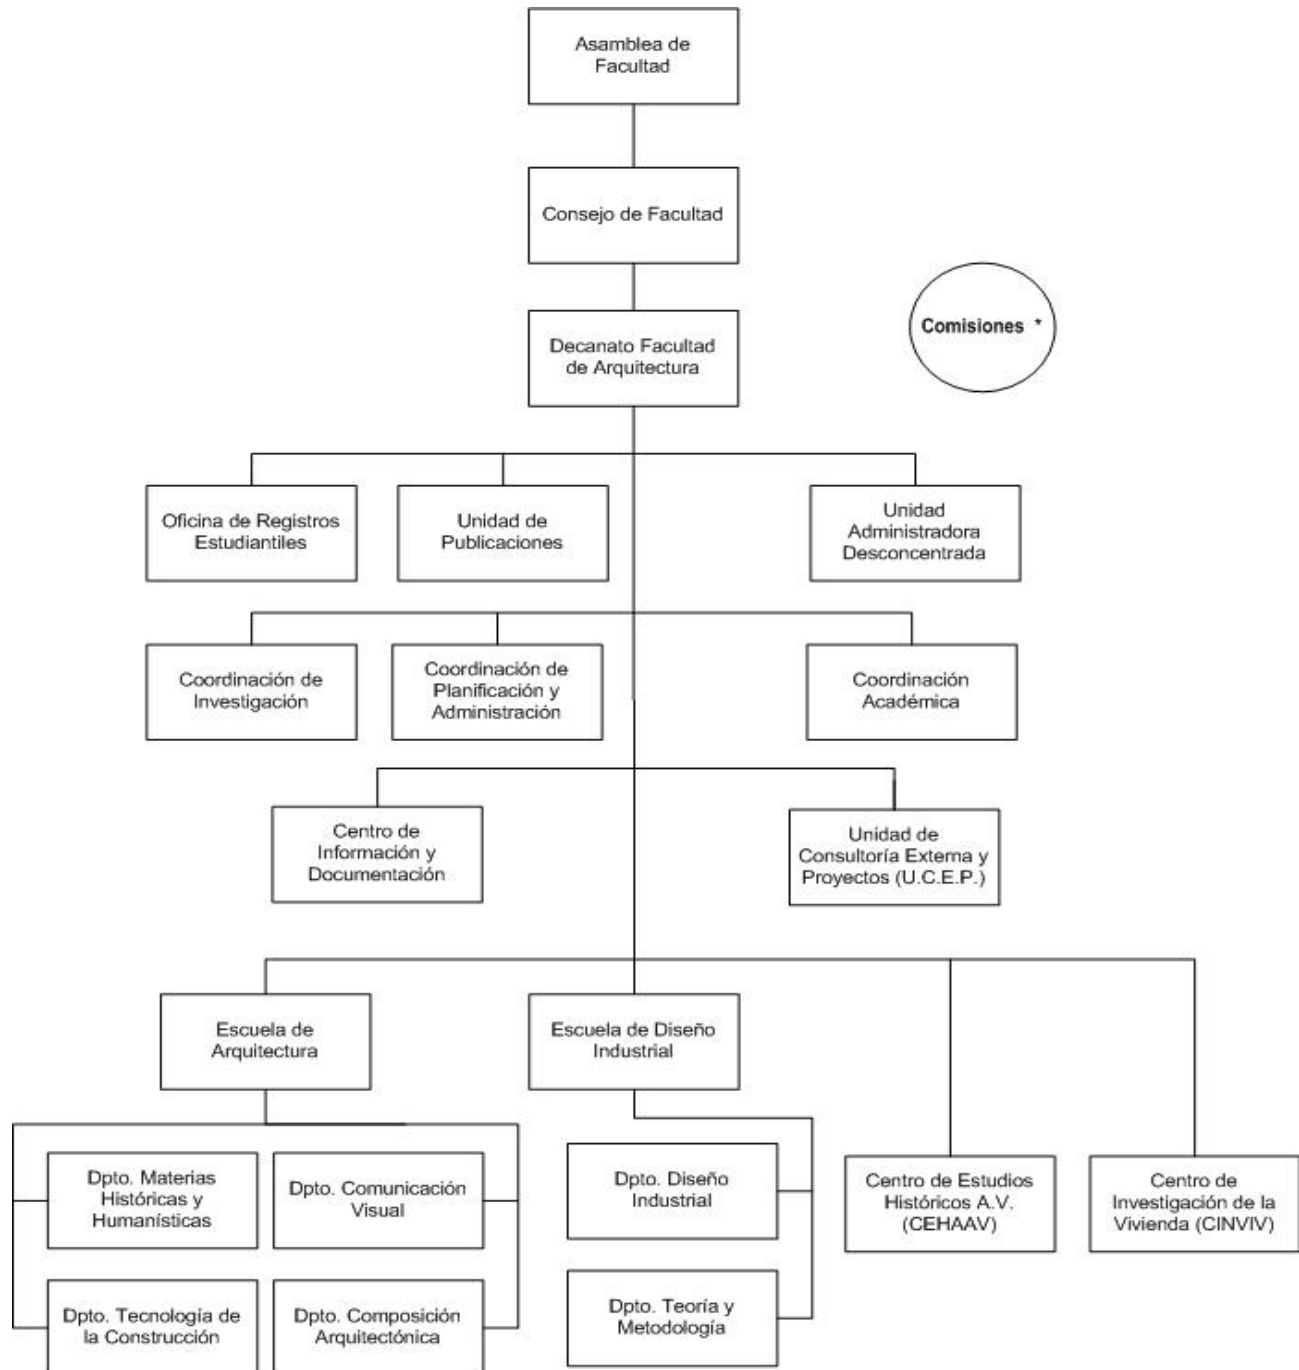 Asamblea de
Facultad
Consejo de Facultad
Comisiones *
Decanato Facultad
de Arquitectura
Oficina de Registros
Estudiantiles
Unidad de
Publicaciones
Unidad
Administradora
Desconcentrada
Coordinación de
Investigación
Coordinación de
Planificación y
Administración
Coordinación
Académica
Centro de
Información y
Documentación
Unidad de
Consultoría Externa y
Proyectos (U.C.E.P.)
Escuela de
Arquitectura
Escuela de Diseño
Industrial
Dpto. Materias
Históricas y
Humanísticas
Dpto. Comunicación
Visual
Dpto. Diseño
Industrial
Centro de Estudios
Históricos A.V.
(CEHAAV)
Centro de
Investigación de la
Vivienda (CINVIV)
Dpto. Tecnología de
la Construcción
Dpto. Composición
Arquitectónica
Dpto. Teoría y
Metodología